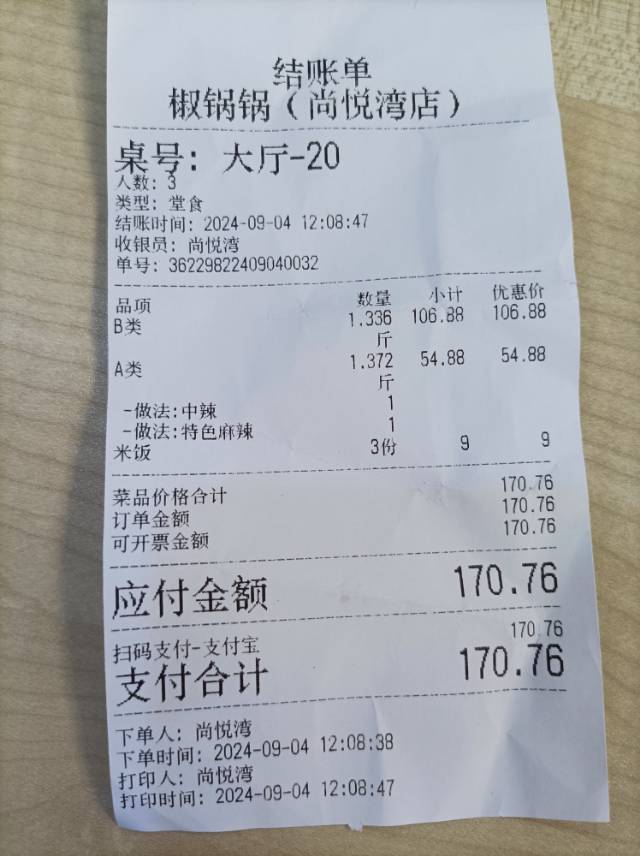 结账单
椒锅锅（尚悦湾店）
桌号: 大厅-20
人数: 3
类型: 堂食
结账时间: 2024-09-04 12:08:47
收银员: 尚悦湾
单号: 36229822409040032
品项 数量 小计 优惠价
B类 1.336 106.88 106.88
斤
A类 1.372 54.88 54.88
斤
-做法:中辣 1
-做法:特色麻辣 1
米饭 3份 9 9
菜品价格合计 170.76
订单金额 170.76
可开票金额 170.76
应付金额 170.76
扫码支付-支付宝 170.76
支付合计 170.76
下单人: 尚悦湾
下单时间: 2024-09-04 12:08:38
打印人: 尚悦湾
打印时间: 2024-09-04 12:08:47